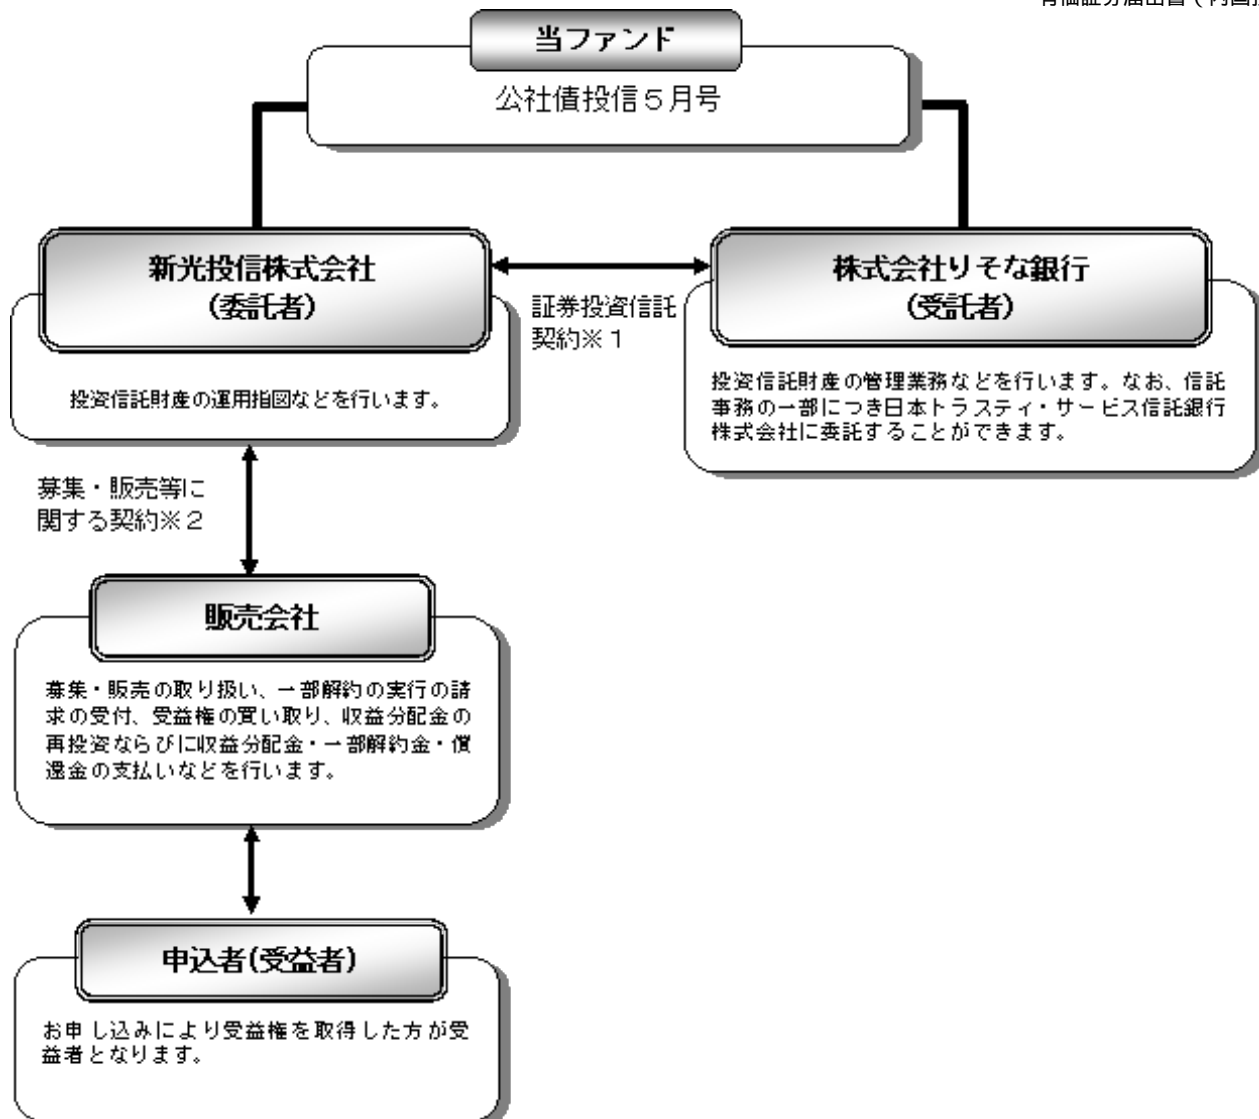 当ファンド
公社債投信５月号
新光投信株式会社
(委託者)
投資信託財産の運用指図などを行います。
証券投資信託
契約※１
株式会社りそな銀行
(受託者)
投資信託財産の管理業務などを行います。なお、信託
事務の一部につき日本トラスティ・サービス信託銀行
株式会社に委託することができます。
募集・販売等に
関する契約※２
販売会社
募集・販売の取り扱い、一部解約の実行の請
求の受付、受益権の買い取り、収益分配金の
再投資ならびに収益分配金・一部解約金・償
還金の支払いなどを行います。
申込者(受益者)
お申し込みにより受益権を取得した方が受
益者となります。